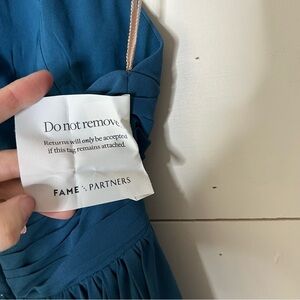 Do not remove
Returns will only be accepted
if this tag remains attached.
FAME & PARTNERS